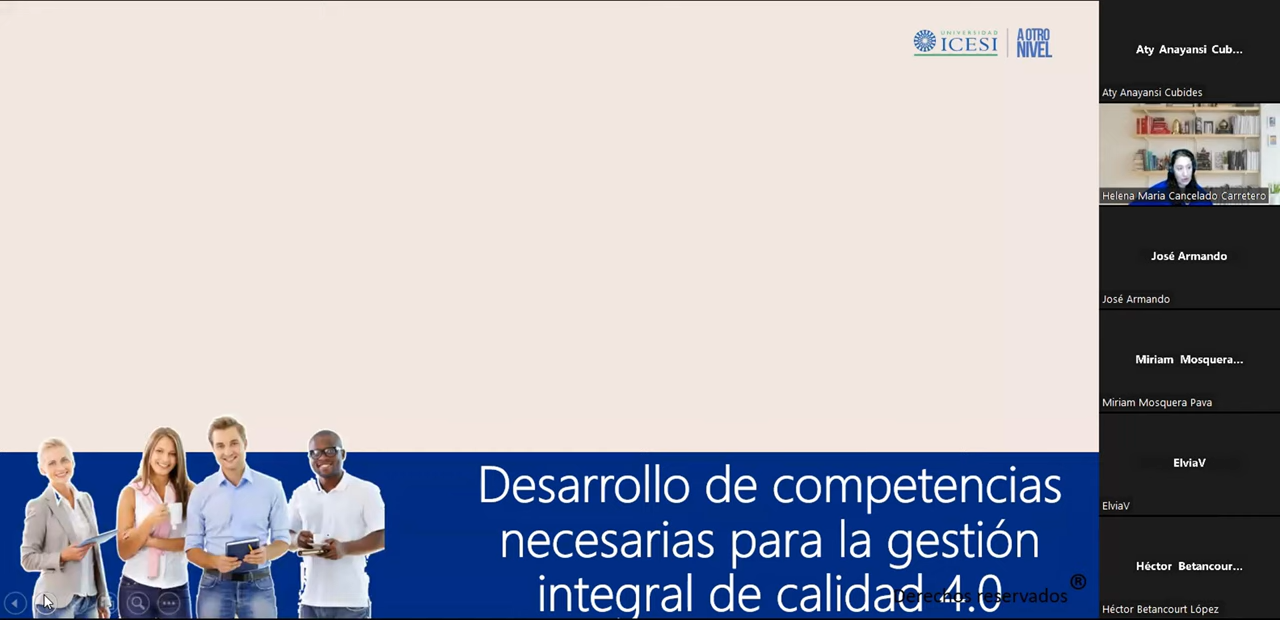 UNIVERSIDAD
ICESI
A OTRO
NIVEL
Desarrollo de competencias
necesarias para la gestión
integral de calidad 4.0
Derechos reservados ®
Aty Anayansi Cub...
Aty Anayansi Cubides
Helena Maria Cancelado Carretero
José Armando
José Armando
Miriam Mosquera...
Miriam Mosquera Pava
ElviaV
ElviaV
Héctor Betancour...
Héctor Betancourt López